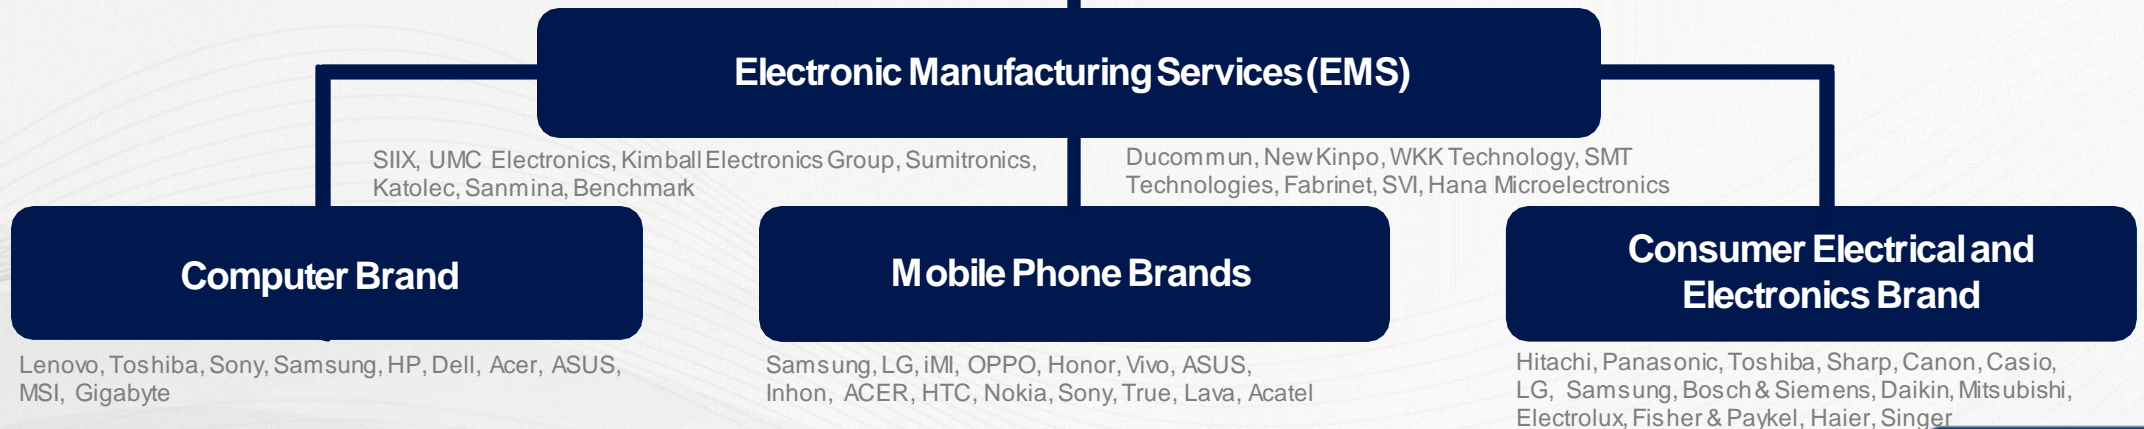 Electronic Manufacturing Services (EMS)
SIIX, UMC Electronics, Kimball Electronics Group, Sumitronics,
Katolec, Sanmina, Benchmark
Ducommun, New Kinpo, WKK Technology, SMT
Technologies, Fabrinet, SVI, Hana Microelectronics
Computer Brand
Lenovo, Toshiba, Sony, Samsung, HP, Dell, Acer, ASUS,
MSI, Gigabyte
Mobile Phone Brands
Samsung, LG, iMI, OPPO, Honor, Vivo, ASUS,
Inhon, ACER, HTC, Nokia, Sony, True, Lava, Acatel
Consumer Electrical and
Electronics Brand
Hitachi, Panasonic, Toshiba, Sharp, Canon, Casio,
LG, Samsung, Bosch & Siemens, Daikin, Mitsubishi,
Electrolux, Fisher & Paykel, Haier, Singer